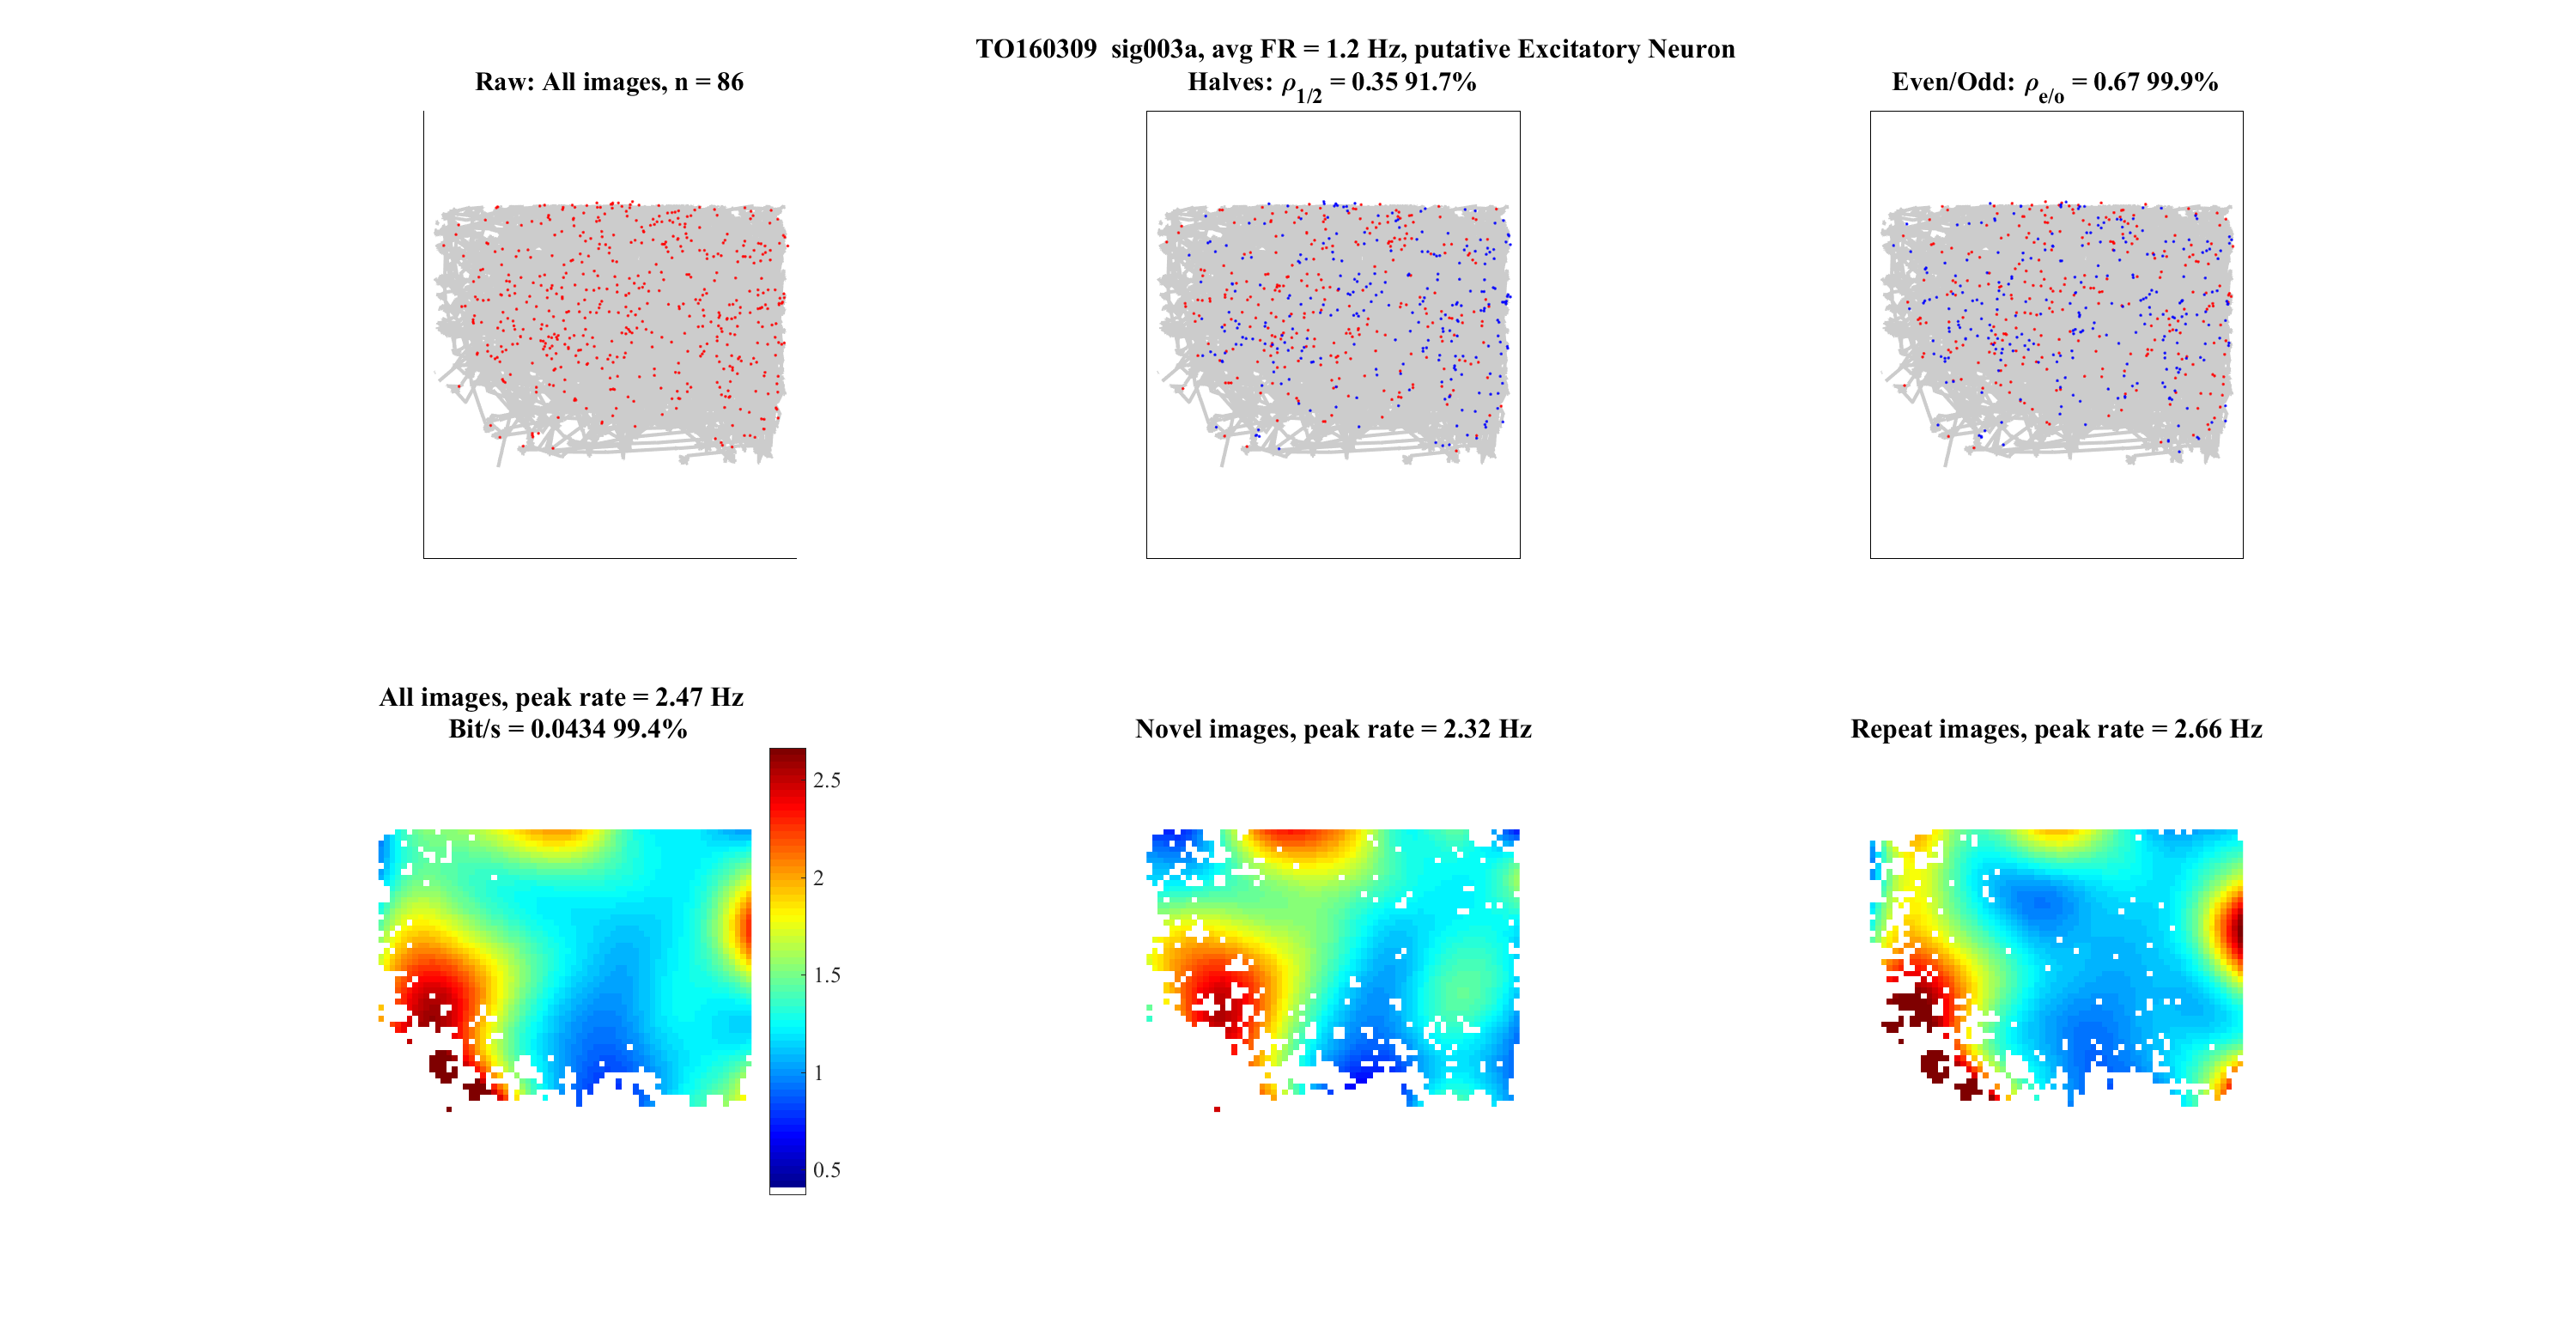 TO160309  sig003a, avg FR = 1.2 Hz, putative Excitatory Neuron
Raw: All images, n = 86
Halves: ρ1/2 = 0.35 91.7%
Even/Odd: ρe/o = 0.67 99.9%
All images, peak rate = 2.47 Hz
Bit/s = 0.0434 99.4%
2.5
2
1.5
1
0.5
Novel images, peak rate = 2.32 Hz
Repeat images, peak rate = 2.66 Hz